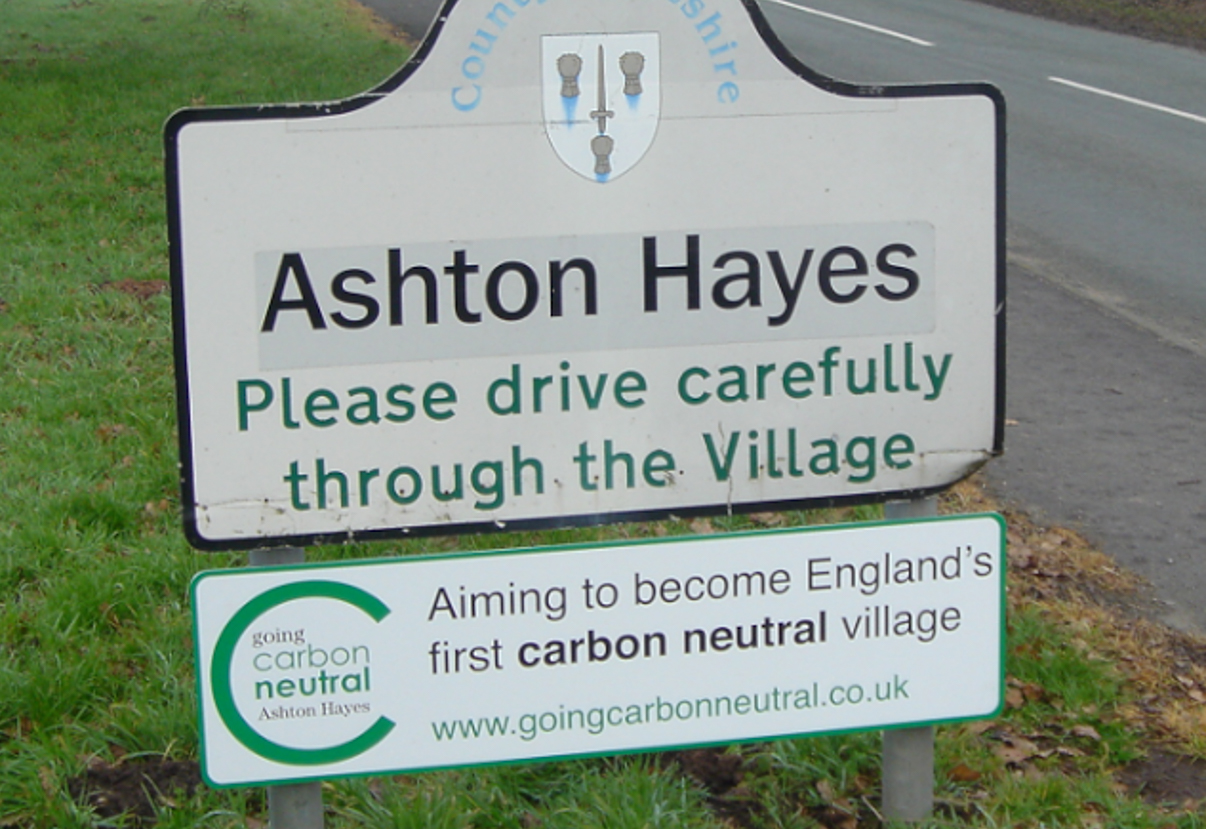 Ashton Hayes
Please drive carefully
through the Village
going
carbon
neutral
Ashton Hayes
Aiming to become England's
first carbon neutral village
www.goingcarbonneutral.co.uk